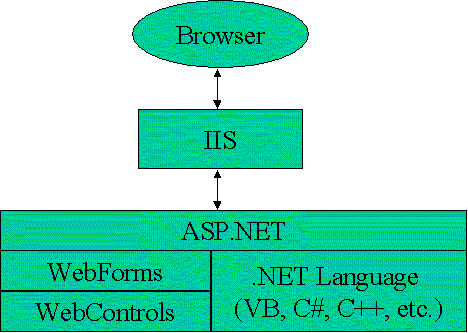 Browser
IIS
ASP.NET
WebForms
WebControls
.NET Language
(VB, C#, C++, etc.)